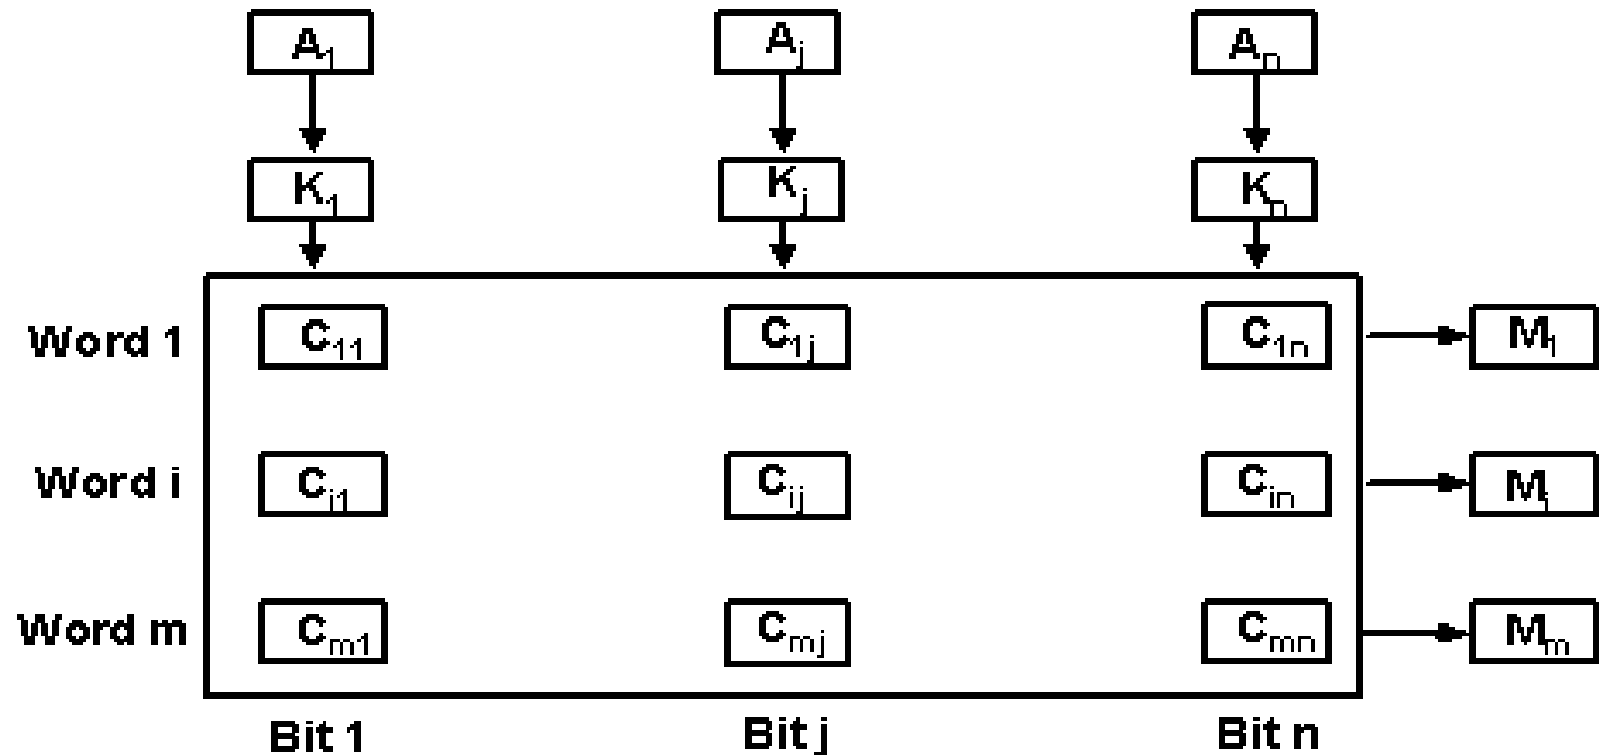 A₁ Aⱼ Aₙ
K₁ Kⱼ Kₙ
Word 1 C₁₁ C₁ⱼ C₁ₙ M₁
Word i Cᵢ₁ Cᵢⱼ Cᵢₙ Mᵢ
Word m Cₘ₁ Cₘⱼ Cₘₙ Mₘ
Bit 1 Bit j Bit n